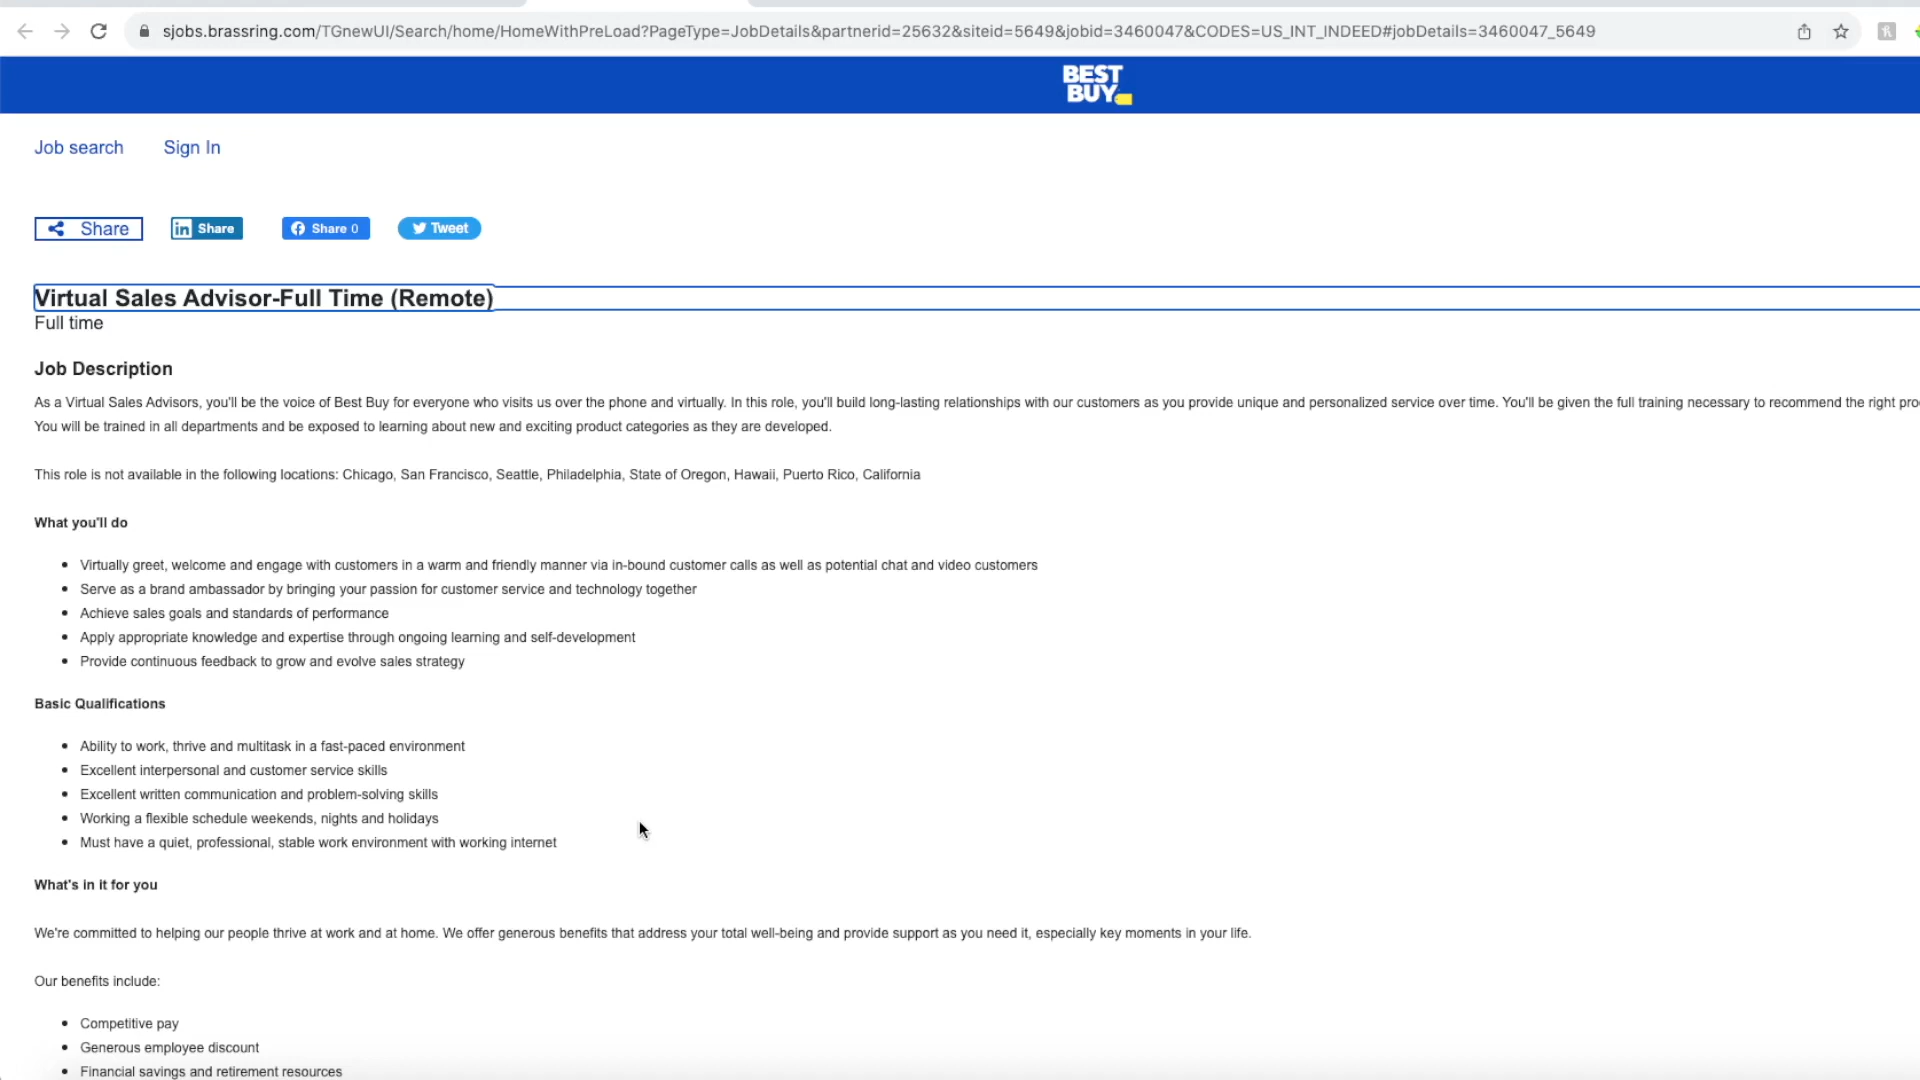 sjobs.brassring.com/TGnewUI/Search/home/HomeWithPreLoad?PageType=JobDetails&partnerid=25632&siteid=5649&jobid=3460047&CODES=US_INT_INDEED#jobDetails=3460047_5649
BEST
BUY
Job search Sign In
Share in Share Share 0 Tweet
Virtual Sales Advisor-Full Time (Remote)
Full time
Job Description
As a Virtual Sales Advisors, you'll be the voice of Best Buy for everyone who visits us over the phone and virtually. In this role, you'll build long-lasting relationships with our customers as you provide unique and personalized service over time. You'll be given the full training necessary to recommend the right
You will be trained in all departments and be exposed to learning about new and exciting product categories as they are developed.
This role is not available in the following locations: Chicago, San Francisco, Seattle, Philadelphia, State of Oregon, Hawaii, Puerto Rico, California
What you'll do
Virtually greet, welcome and engage with customers in a warm and friendly manner via in-bound customer calls as well as potential chat and video customers
Serve as a brand ambassador by bringing your passion for customer service and technology together
Achieve sales goals and standards of performance
Apply appropriate knowledge and expertise through ongoing learning and self-development
Provide continuous feedback to grow and evolve sales strategy
Basic Qualifications
Ability to work, thrive and multitask in a fast-paced environment
Excellent interpersonal and customer service skills
Excellent written communication and problem-solving skills
Working a flexible schedule weekends, nights and holidays
Must have a quiet, professional, stable work environment with working internet
What's in it for you
We're committed to helping our people thrive at work and at home. We offer generous benefits that address your total well-being and provide support as you need it, especially key moments in your life.
Our benefits include:
Competitive pay
Generous employee discount
Financial savings and retirement resources